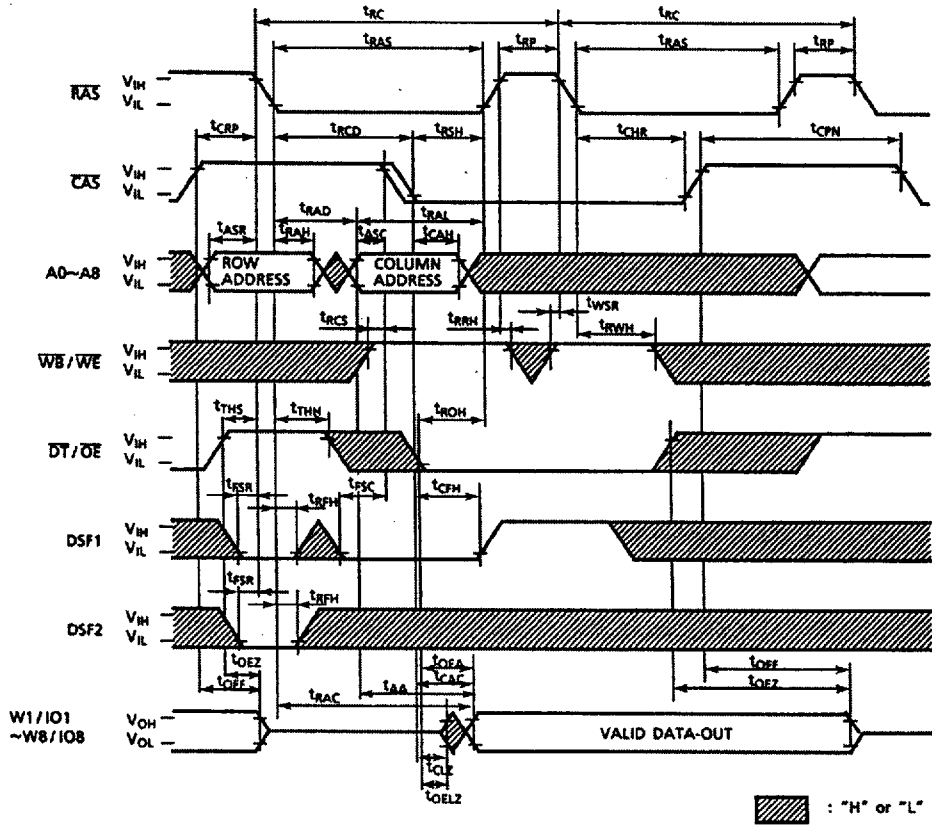 tRC tRC
tRAS tRP tRAS tRP
RAS VIH VIL
tCRP tRCD tRSH tCHR tCPN
CAS VIH VIL
tRAD tRAL
tASR tRAH tASC tCAH
A0~A8 VIH VIL ROW ADDRESS COLUMN ADDRESS
tWSR
tRCS tRRH tRWH
WB/WE VIH VIL
tTHS tTHH tROH
DT/OE VIH VIL
tFSR tRFH tFSC tCFH
DSF1 VIH VIL
tFSR tRFH
DSF2 VIH VIL
tOEZ tOEA tOFF
tOFF tCAC tOEZ
tAA
tRAC
W1/IO1 ~W8/IO8 VOH VOL VALID DATA-OUT
tCLZ
tOELZ
: "H" or "L"